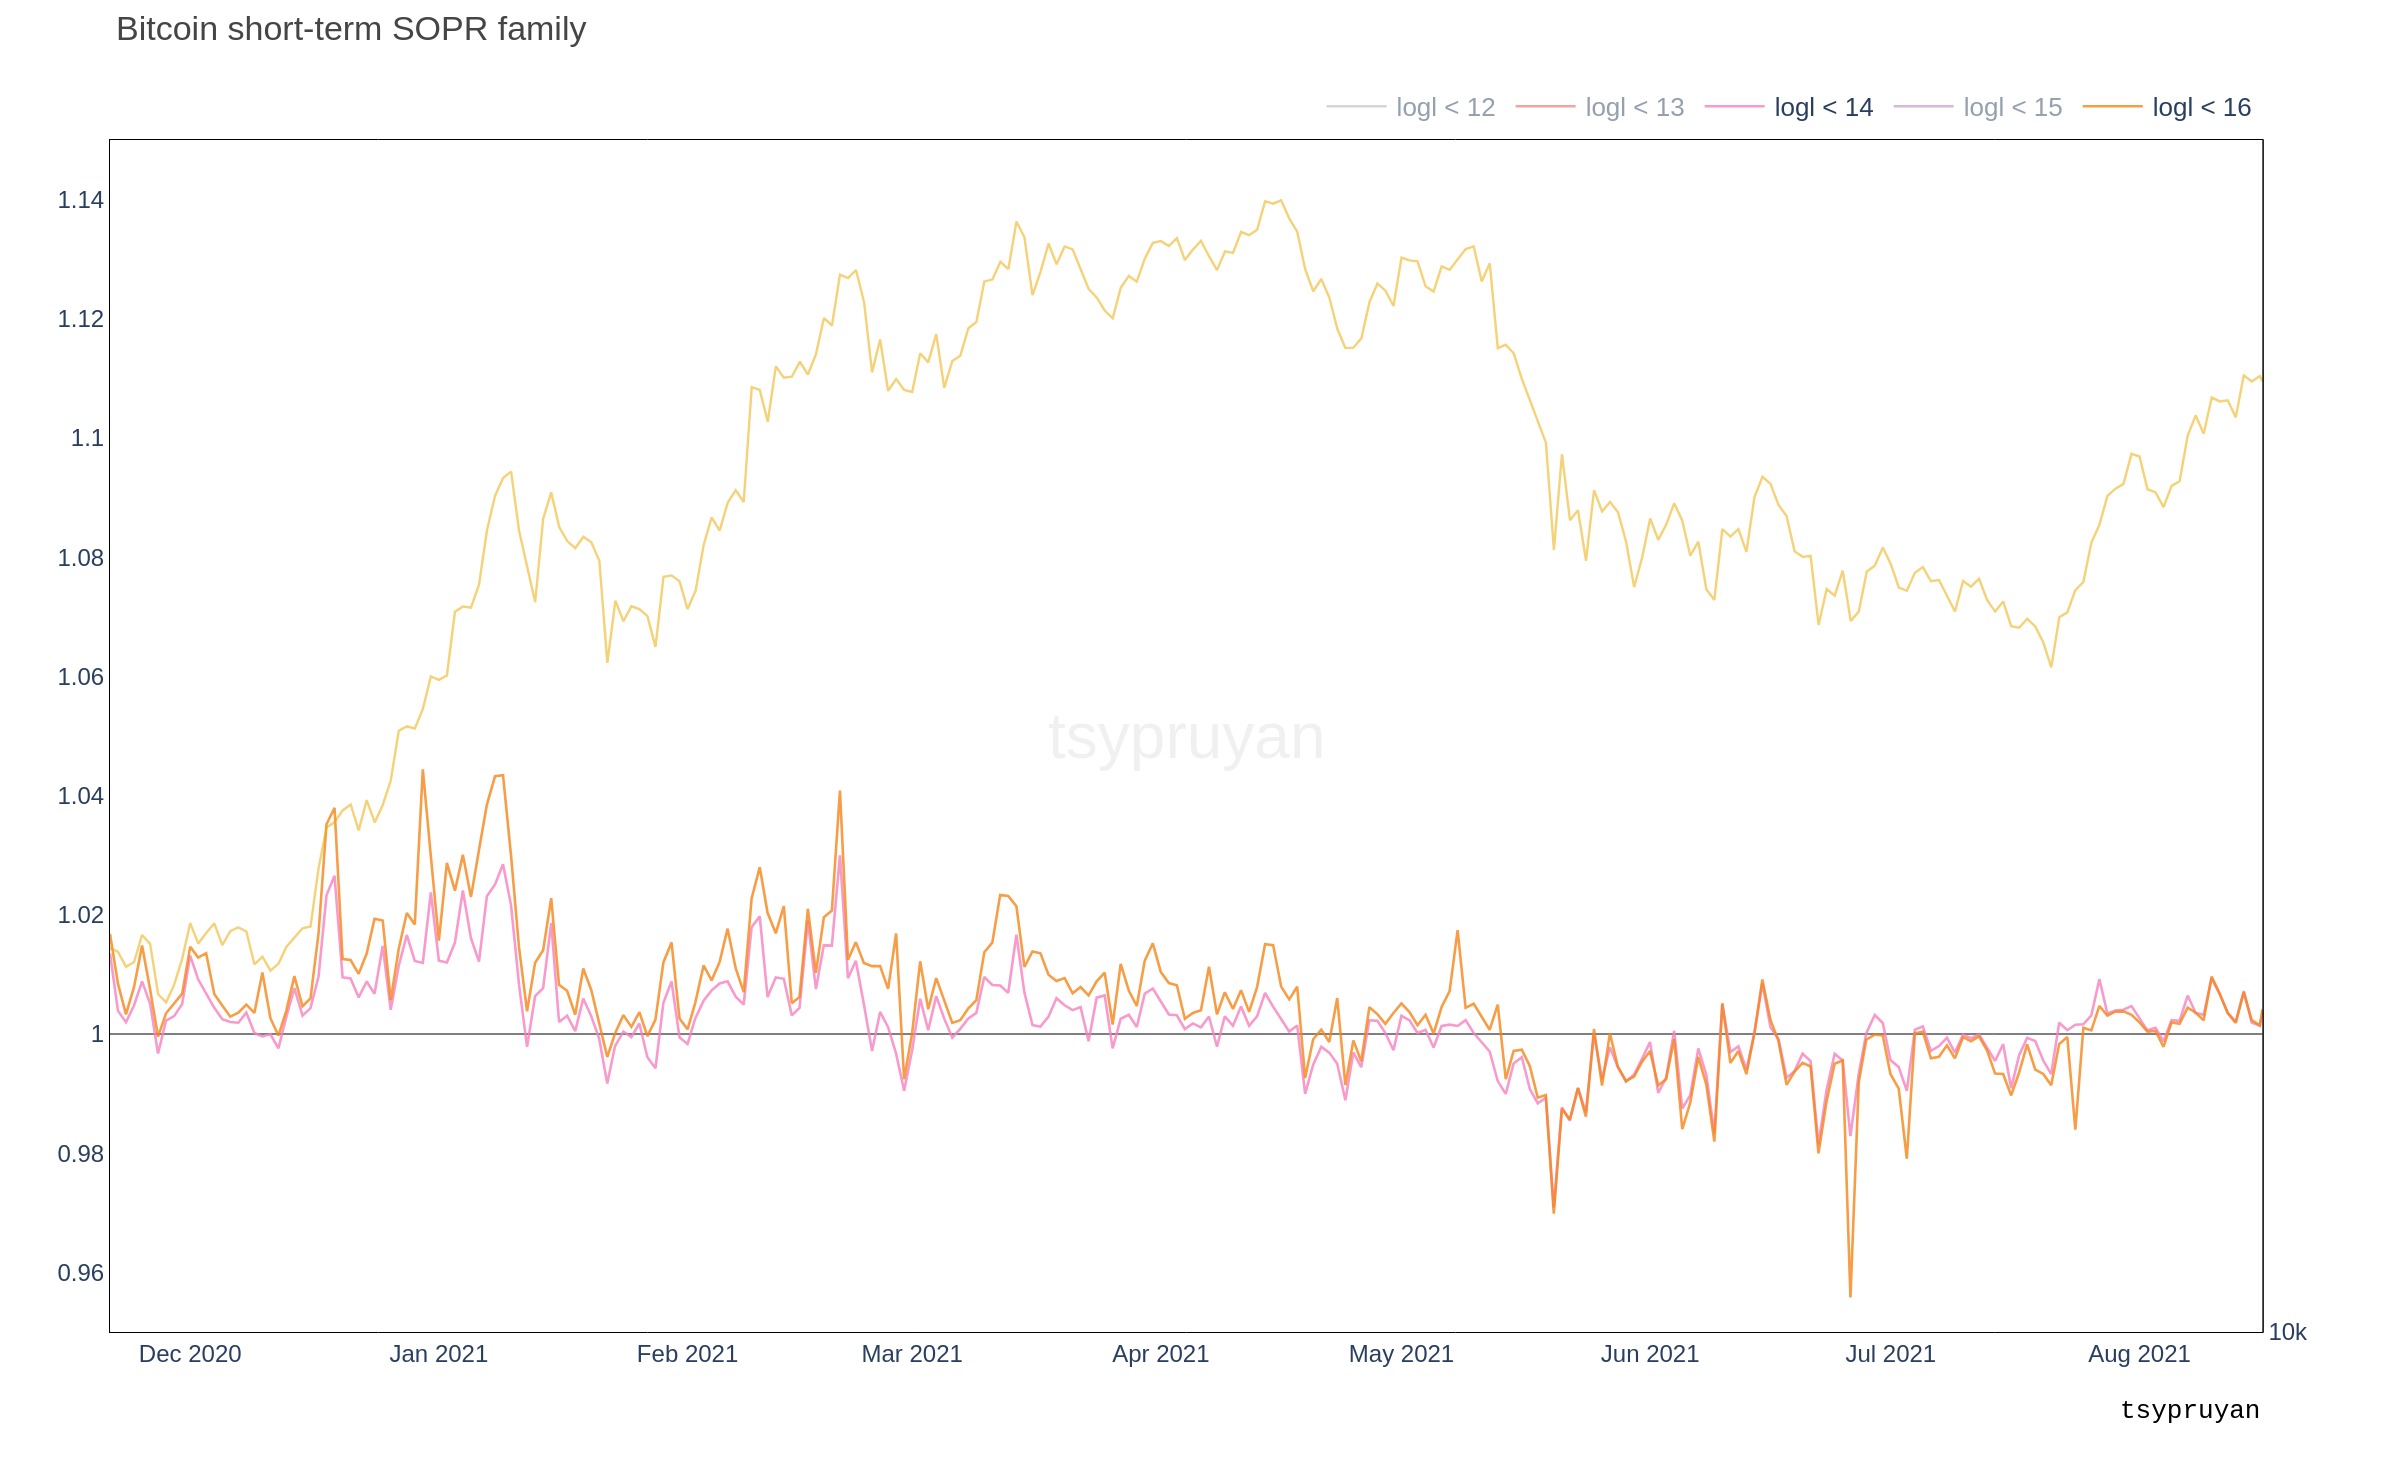 Bitcoin short-term SOPR family
logl < 12 logl < 13 logl < 14 logl < 15 logl < 16
1.14
1.12
1.1
1.08
1.06
1.04
1.02
1
0.98
0.96
tsypruyan
10k
Dec 2020 Jan 2021 Feb 2021 Mar 2021 Apr 2021 May 2021 Jun 2021 Jul 2021 Aug 2021
tsypruyan